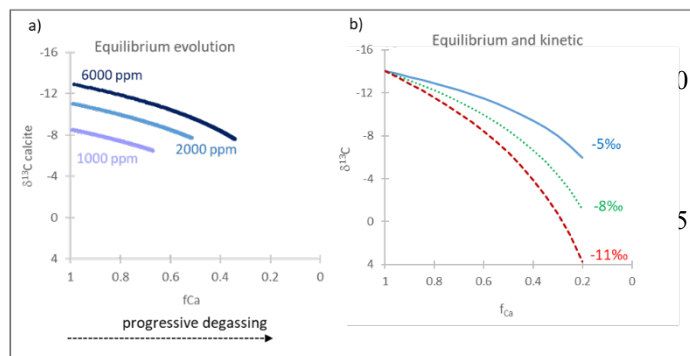 a)
Equilibrium evolution
-16
-12
-8
-4
0
4
δ¹³C calcite
6000 ppm
2000 ppm
1000 ppm
1 0.8 0.6 0.4 0.2 0
fCa
progressive degassing
b)
Equilibrium and kinetic
-16
-12
-8
-4
0
4
δ¹³C
-5‰
-8‰
-11‰
1 0.8 0.6 0.4 0.2 0
fCa
0
5